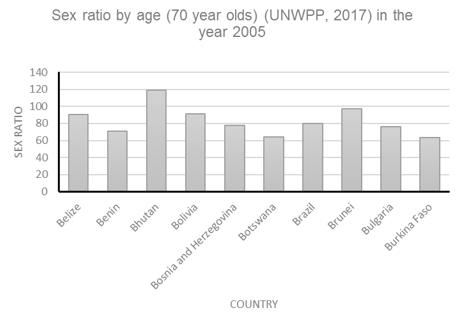 Sex ratio by age (70 year olds) (UNWPP, 2017) in the
year 2005
SEX RATIO
140
120
100
80
60
40
20
0
Belize
Benin
Bhutan
Bolivia
Bosnia and Herzegovina
Botswana
Brazil
Brunei
Bulgaria
Burkina Faso
COUNTRY